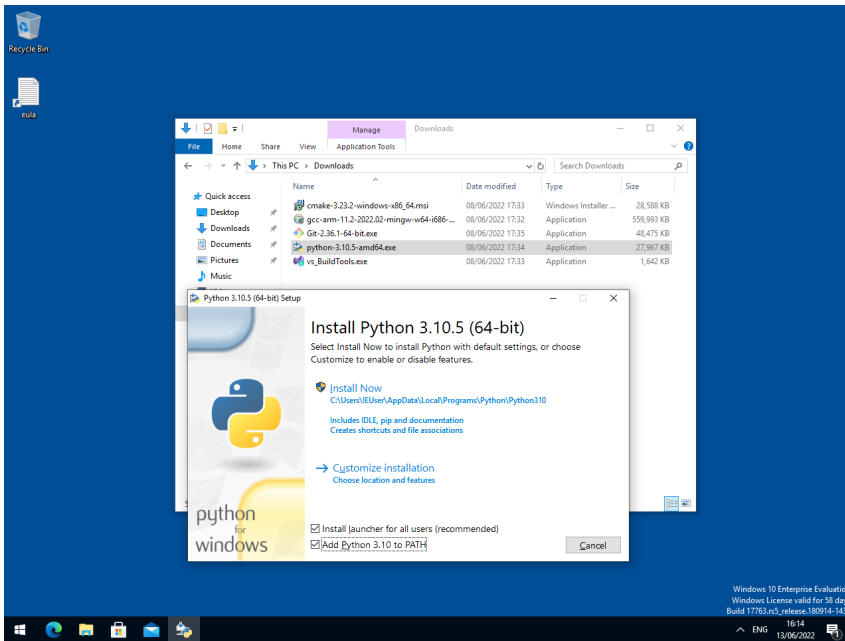 Recycle Bin
eula
Manage Downloads
File Home Share View Application Tools
This PC > Downloads Search Downloads
Name Date modified Type Size
Quick access
Desktop
Downloads
Documents
Pictures
Music
cmake-3.23.2-windows-x86_64.msi 08/06/2022 17:33 Windows Installer ... 28,588 KB
gcc-arm-11.2-2022.02-mingw-w64-i686-... 08/06/2022 17:32 Application 559,993 KB
Git-2.36.1-64-bit.exe 08/06/2022 17:35 Application 48,475 KB
python-3.10.5-amd64.exe 08/06/2022 17:34 Application 27,967 KB
vs_BuildTools.exe 08/06/2022 17:33 Application 1,642 KB
Python 3.10.5 (64-bit) Setup
Install Python 3.10.5 (64-bit)
Select Install Now to install Python with default settings, or choose
Customize to enable or disable features.
Install Now
C:\Users\IEUser\AppData\Local\Programs\Python\Python310
Includes IDLE, pip and documentation
Creates shortcuts and file associations
Customize installation
Choose location and features
python
for
windows
Install launcher for all users (recommended)
Add Python 3.10 to PATH
Cancel
Windows 10 Enterprise Evaluatio
Windows License valid for 58 da
Build 17763.rs5_release.180914-143
ENG
16:14
13/06/2022
1